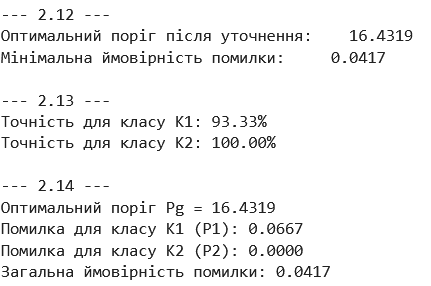 --- 2.12 ---
Оптимальний поріг після уточнення:    16.4319
Мінімальна ймовірність помилки:     0.0417

--- 2.13 ---
Точність для класу K1: 93.33%
Точність для класу K2: 100.00%

--- 2.14 ---
Оптимальний поріг Pg = 16.4319
Помилка для класу K1 (P1): 0.0667
Помилка для класу K2 (P2): 0.0000
Загальна ймовірність помилки: 0.0417